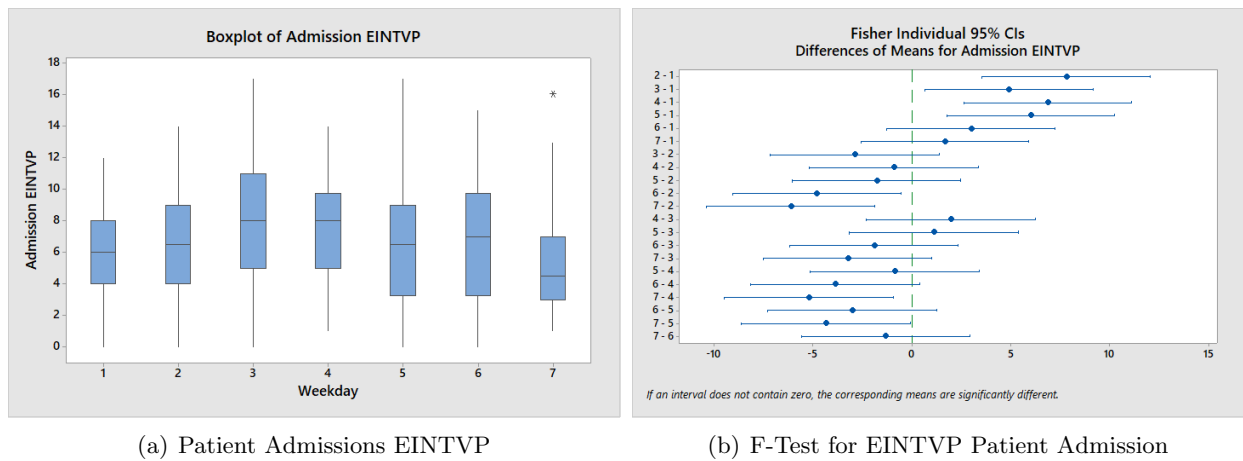 Boxplot of Admission EINTVP
18
16
14
12
10
8
6
4
2
0
Admission EINTVP
1 2 3 4 5 6 7
Weekday
*
(a) Patient Admissions EINTVP
Fisher Individual 95% CIs
Differences of Means for Admission EINTVP
2 - 1
3 - 1
4 - 1
5 - 1
6 - 1
7 - 1
3 - 2
4 - 2
5 - 2
6 - 2
7 - 2
4 - 3
5 - 3
6 - 3
7 - 3
5 - 4
6 - 4
7 - 4
6 - 5
7 - 5
7 - 6
-10 -5 0 5 10 15
If an interval does not contain zero, the corresponding means are significantly different.
(b) F-Test for EINTVP Patient Admission